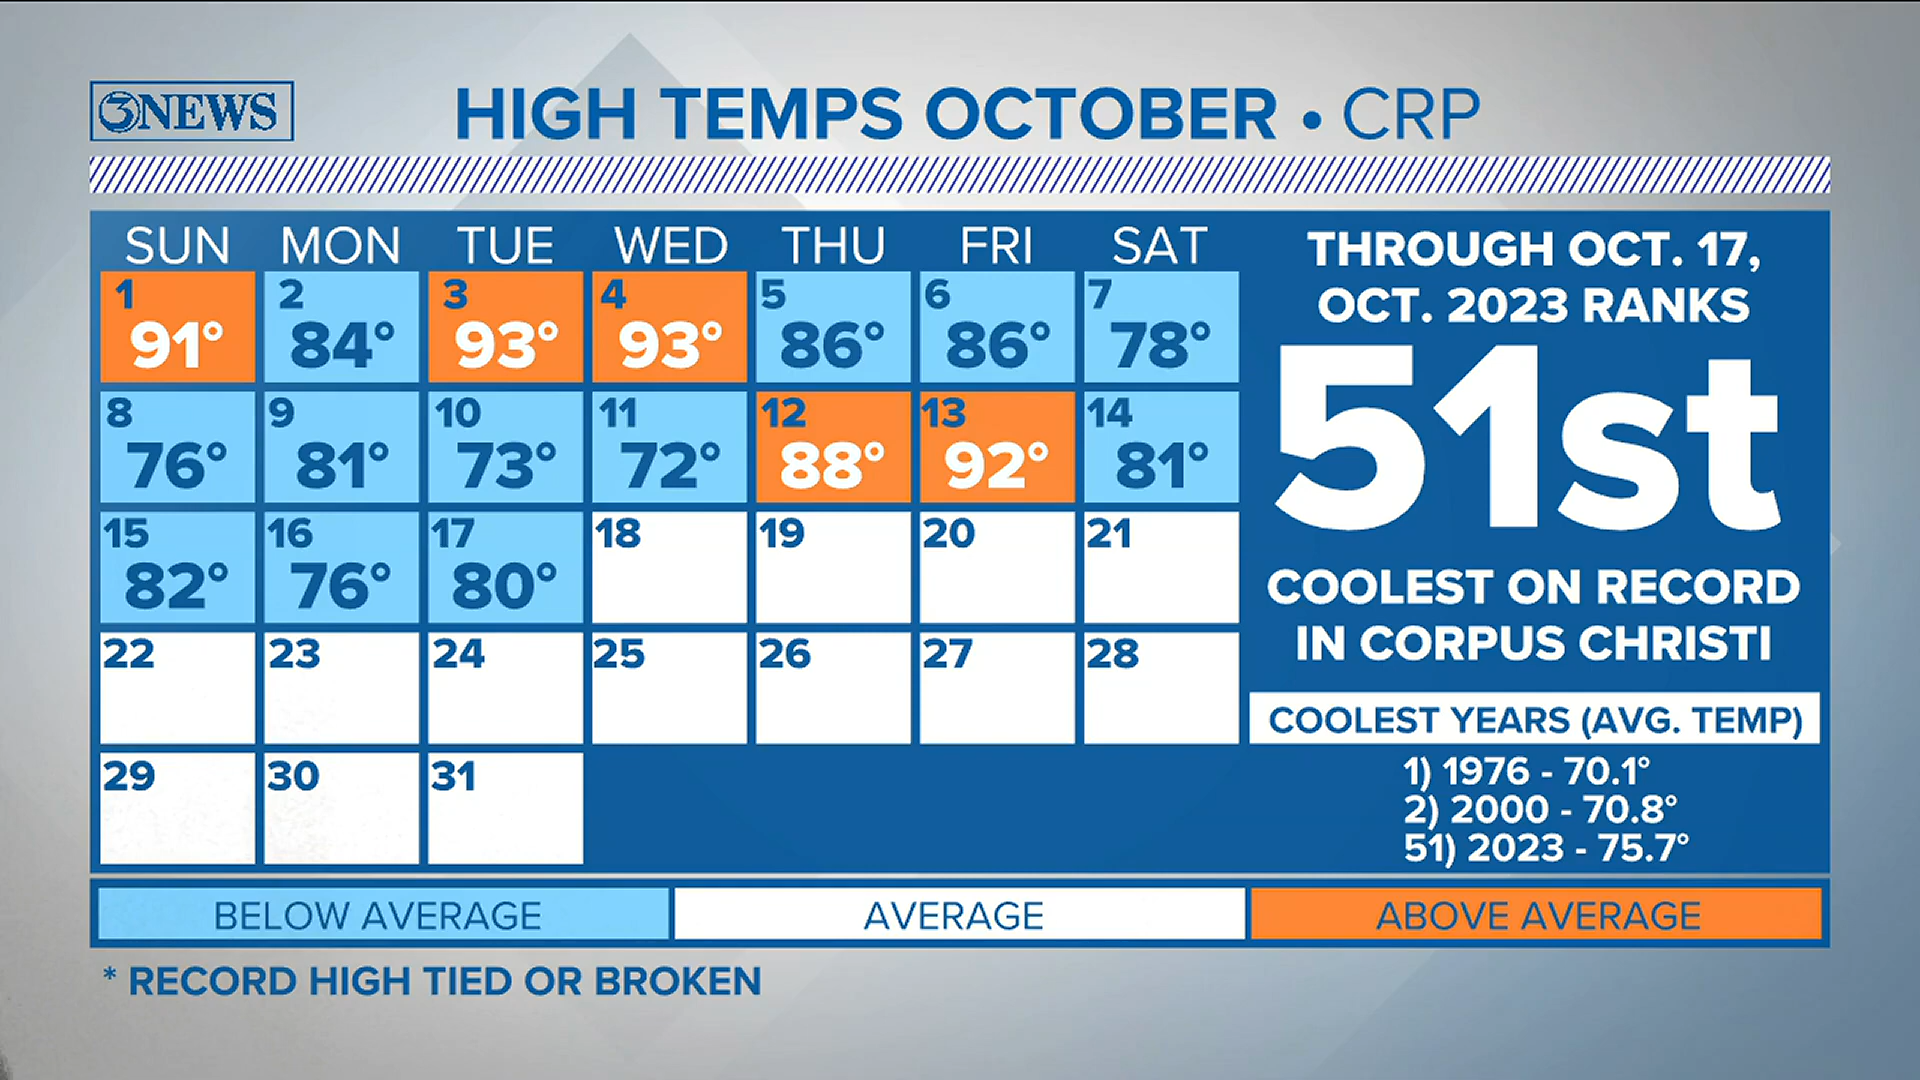 3NEWS
HIGH TEMPS OCTOBER • CRP
SUN MON TUE WED THU FRI SAT
1 2 3 4 5 6 7
91° 84° 93° 93° 86° 86° 78°
8 9 10 11 12 13 14
76° 81° 73° 72° 88° 92° 81°
15 16 17 18 19 20 21
82° 76° 80°
22 23 24 25 26 27 28
29 30 31
THROUGH OCT. 17,
OCT. 2023 RANKS
51st
COOLEST ON RECORD
IN CORPUS CHRISTI
COOLEST YEARS (AVG. TEMP)
1) 1976 - 70.1°
2) 2000 - 70.8°
51) 2023 - 75.7°
BELOW AVERAGE AVERAGE ABOVE AVERAGE
* RECORD HIGH TIED OR BROKEN